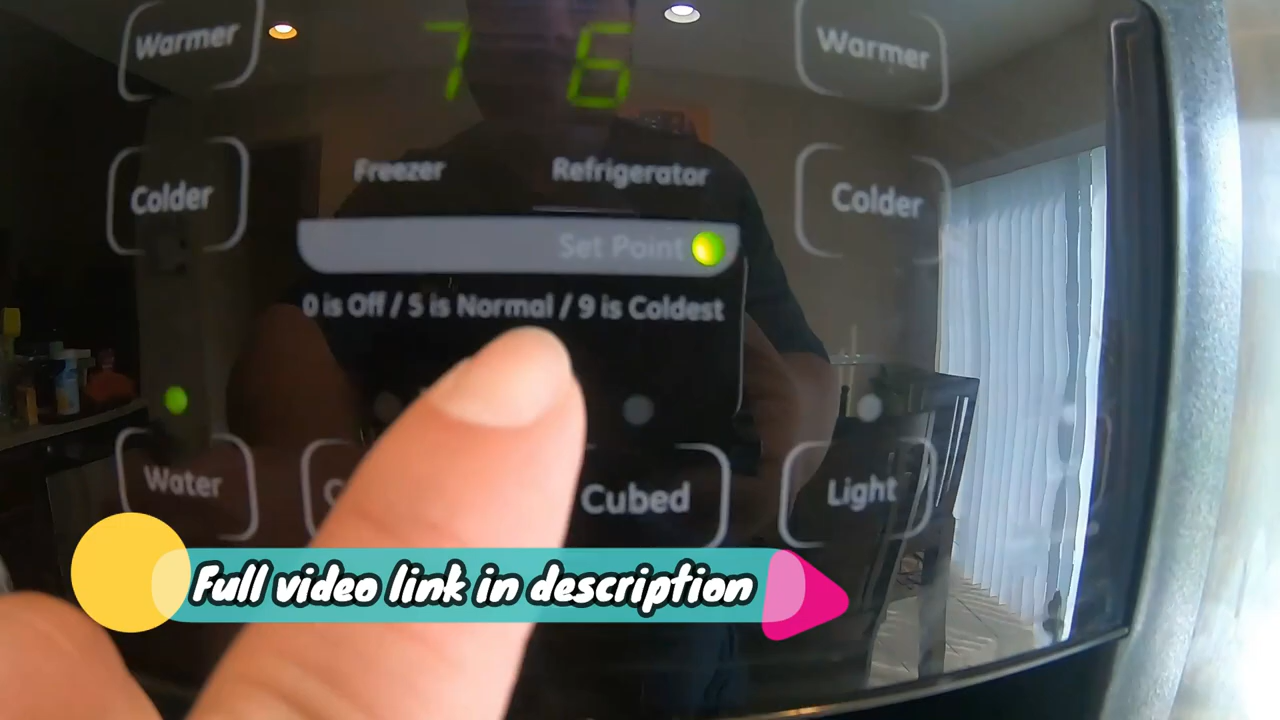 Warmer
7 6
Warmer
Colder
Freezer
Refrigerator
Colder
Set Point
0 is Off / 5 is Normal / 9 is Coldest
Water
Cubed
Light
Full video link in description